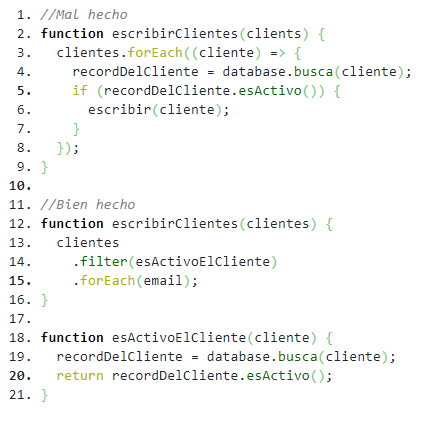 1. //Mal hecho
2. function escribirClientes(clients) {
3.   clientes.forEach((cliente) => {
4.     recordDelCliente = database.busca(cliente);
5.     if (recordDelCliente.esActivo()) {
6.       escribir(cliente);
7.     }
8.   });
9. }
10.
11. //Bien hecho
12. function escribirClientes(clientes) {
13.   clientes
14.     .filter(esActivoElCliente)
15.     .forEach(email);
16. }
17.
18. function esActivoElCliente(cliente) {
19.   recordDelCliente = database.busca(cliente);
20.   return recordDelCliente.esActivo();
21. }